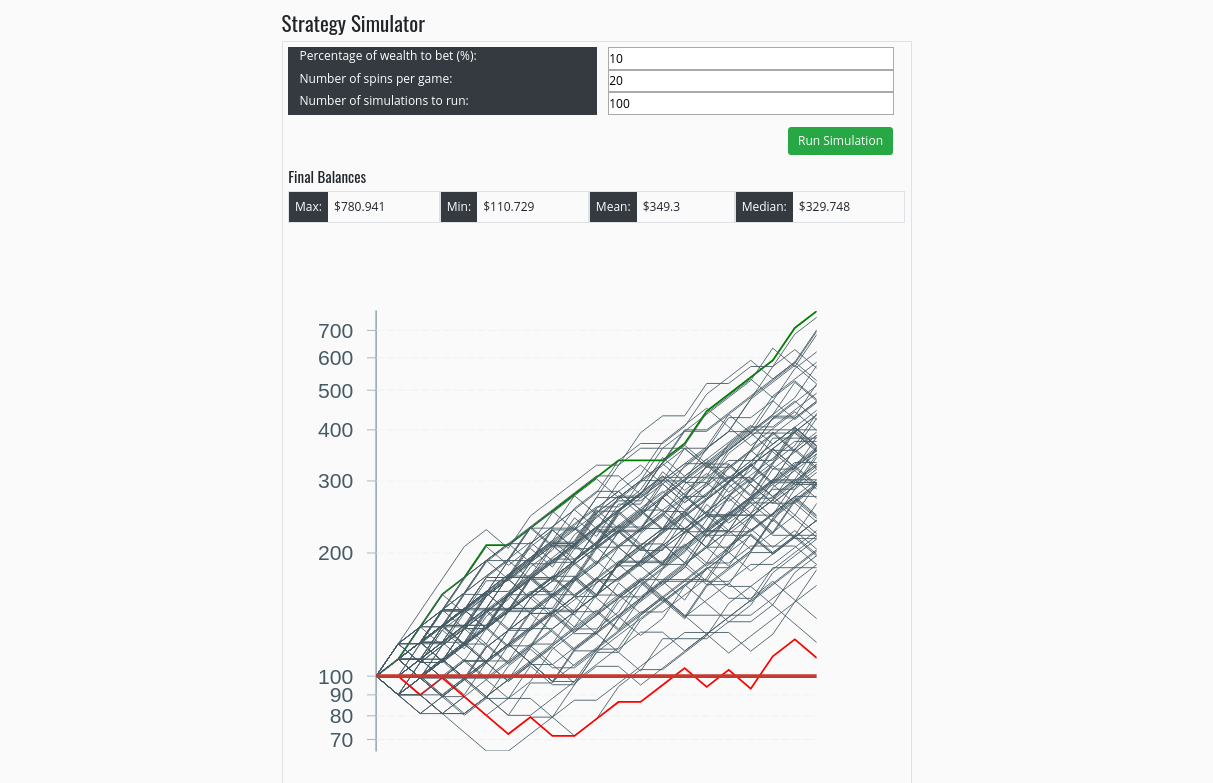 Strategy Simulator
Percentage of wealth to bet (%): 10
Number of spins per game: 20
Number of simulations to run: 100
Run Simulation
Final Balances
Max: $780.941 Min: $110.729 Mean: $349.3 Median: $329.748
700
600
500
400
300
200
100
90
80
70